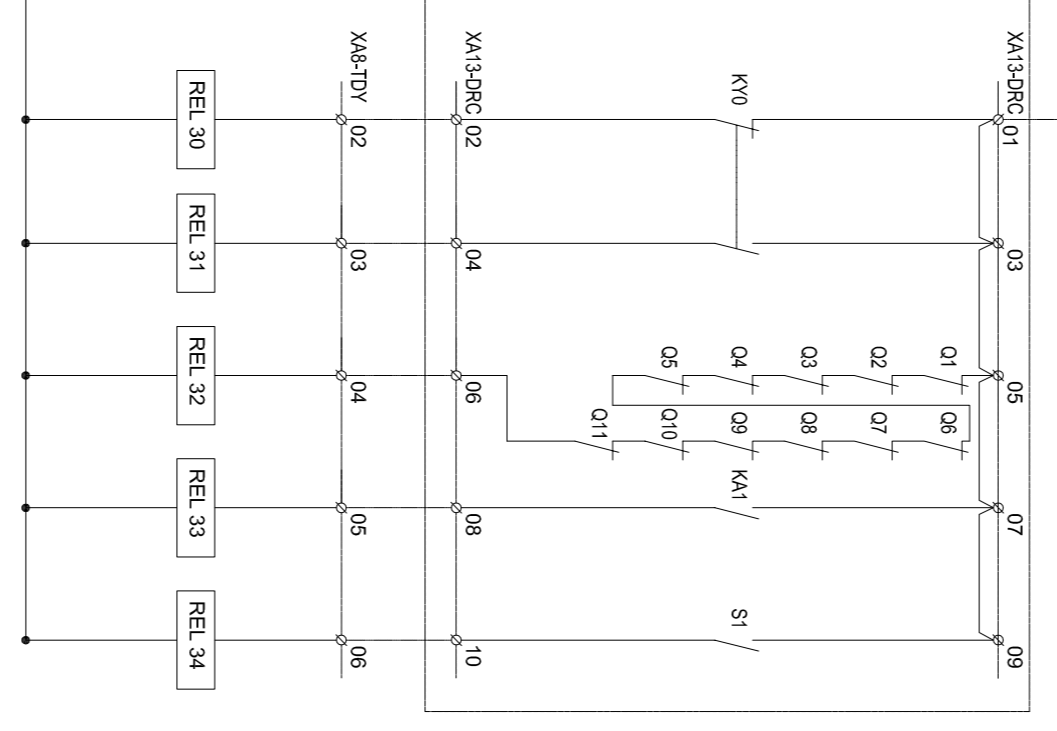 XA13-DRC
01
03
05
07
09
KY0
Q1
Q2
Q3
Q4
Q5
Q6
Q7
Q8
Q9
Q10
Q11
KA1
S1
XA13-DRC
02
04
06
08
10
XA8-TDY
02
03
04
05
06
REL 30
REL 31
REL 32
REL 33
REL 34